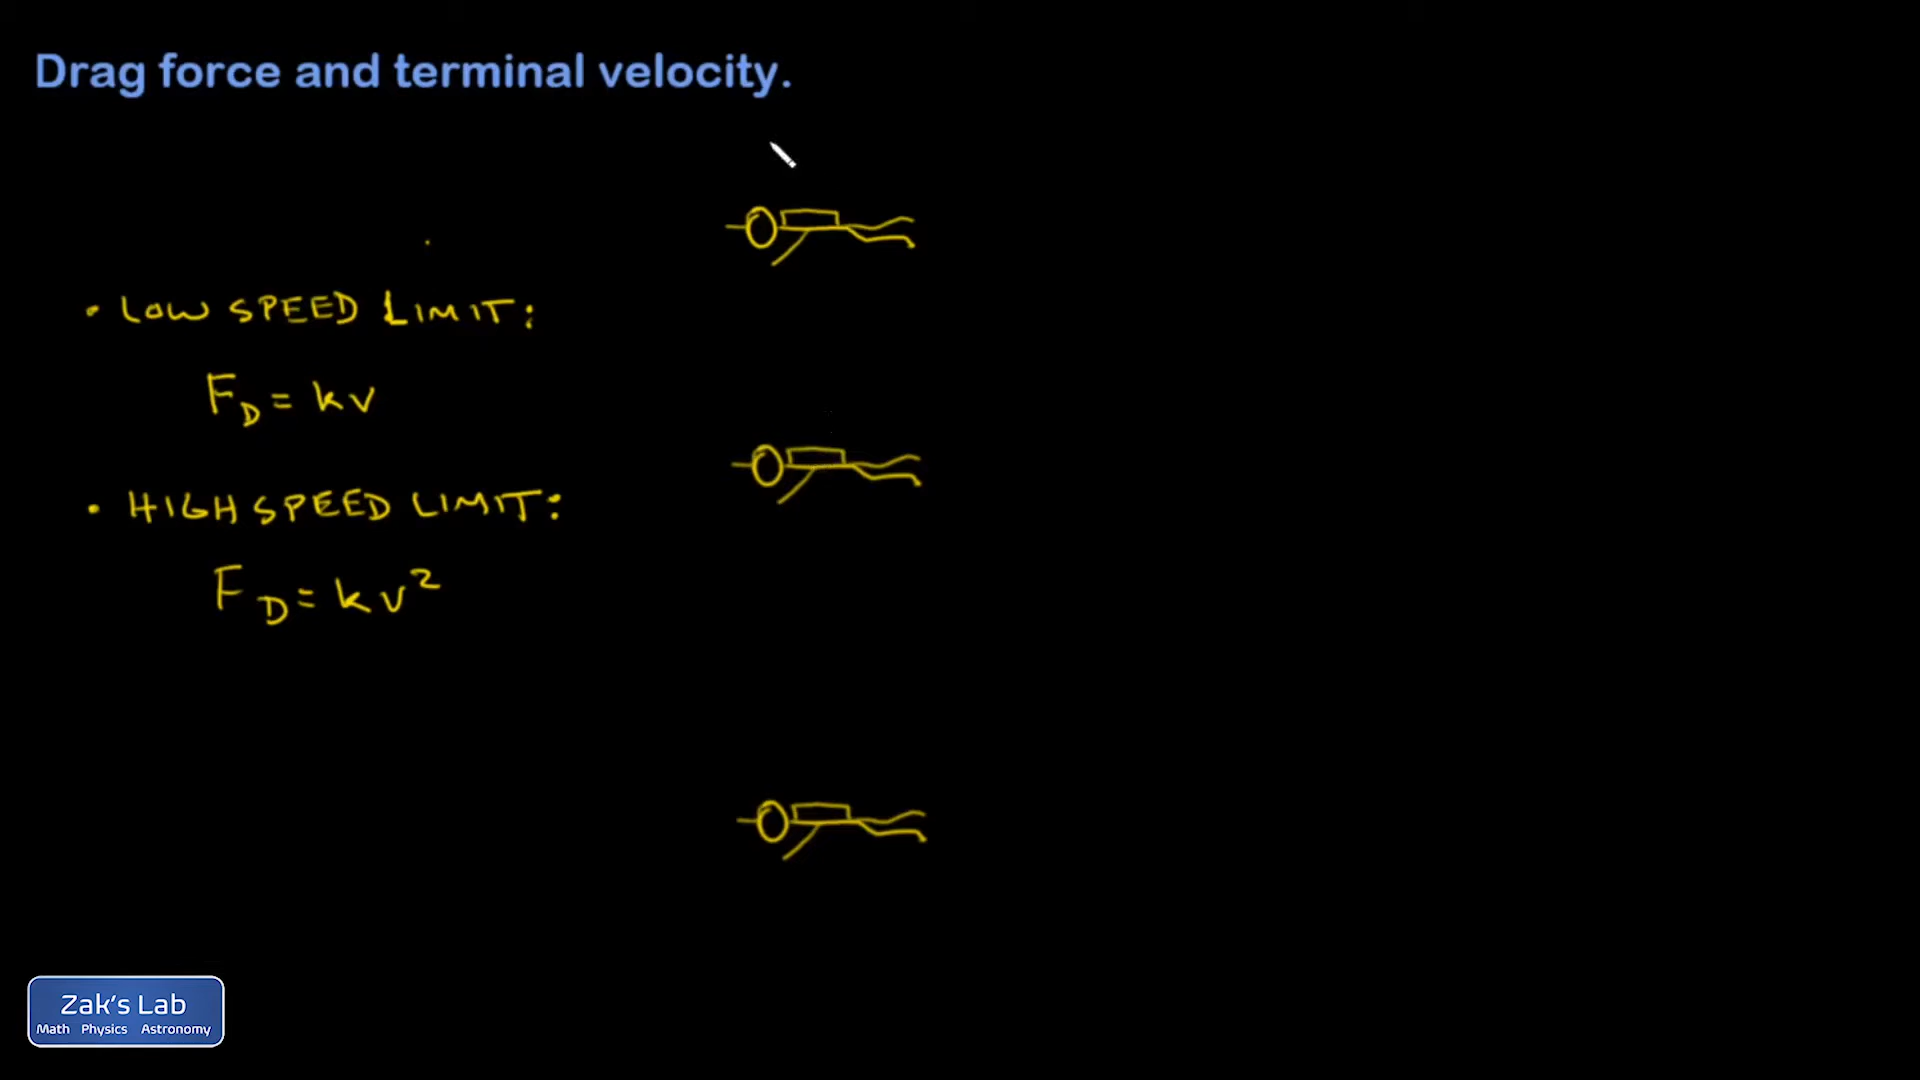 Drag force and terminal velocity.
• LOW SPEED LIMIT:
F_D = kv
• HIGH SPEED LIMIT:
F_D = kv²
Zak's Lab
Math Physics Astronomy